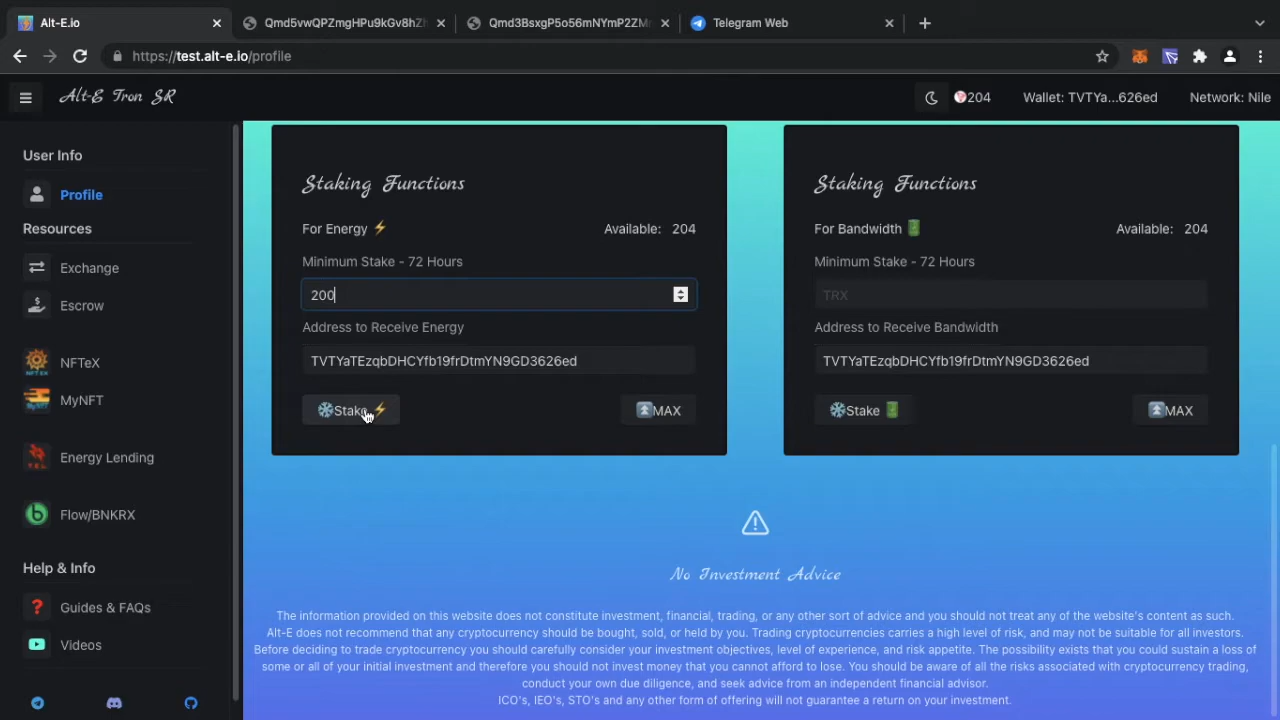 Alt-E.io
Qmd5vwQPZmgHPu9kGv8hZ
Qmd3BsxgP5o56mNYmP2ZM
Telegram Web
https://test.alt-e.io/profile
Alt-E Tron SR
204
Wallet: TVTYa...626ed
Network: Nile
User Info
Profile
Resources
Exchange
Escrow
NFTeX
MyNFT
Energy Lending
Flow/BNKRX
Help & Info
Guides & FAQs
Videos
Staking Functions
For Energy ⚡ Available: 204
Minimum Stake - 72 Hours
200
Address to Receive Energy
TVTYaTEzqbDHCYfb19frDtmYN9GD3626ed
❄Stake ⚡ MAX
Staking Functions
For Bandwidth 🔋 Available: 204
Minimum Stake - 72 Hours
TRX
Address to Receive Bandwidth
TVTYaTEzqbDHCYfb19frDtmYN9GD3626ed
❄Stake 🔋 MAX
No Investment Advice
The information provided on this website does not constitute investment, financial, trading, or any other sort of advice and you should not treat any of the website's content as such.
Alt-E does not recommend that any cryptocurrency should be bought, sold, or held by you. Trading cryptocurrencies carries a high level of risk, and may not be suitable for all investors.
Before deciding to trade cryptocurrency you should carefully consider your investment objectives, level of experience, and risk appetite. The possibility exists that you could sustain a loss of
some or all of your initial investment and therefore you should not invest money that you cannot afford to lose. You should be aware of all the risks associated with cryptocurrency trading,
conduct your own due diligence, and seek advice from an independent financial advisor.
ICO's, IEO's, STO's and any other form of offering will not guarantee a return on your investment.